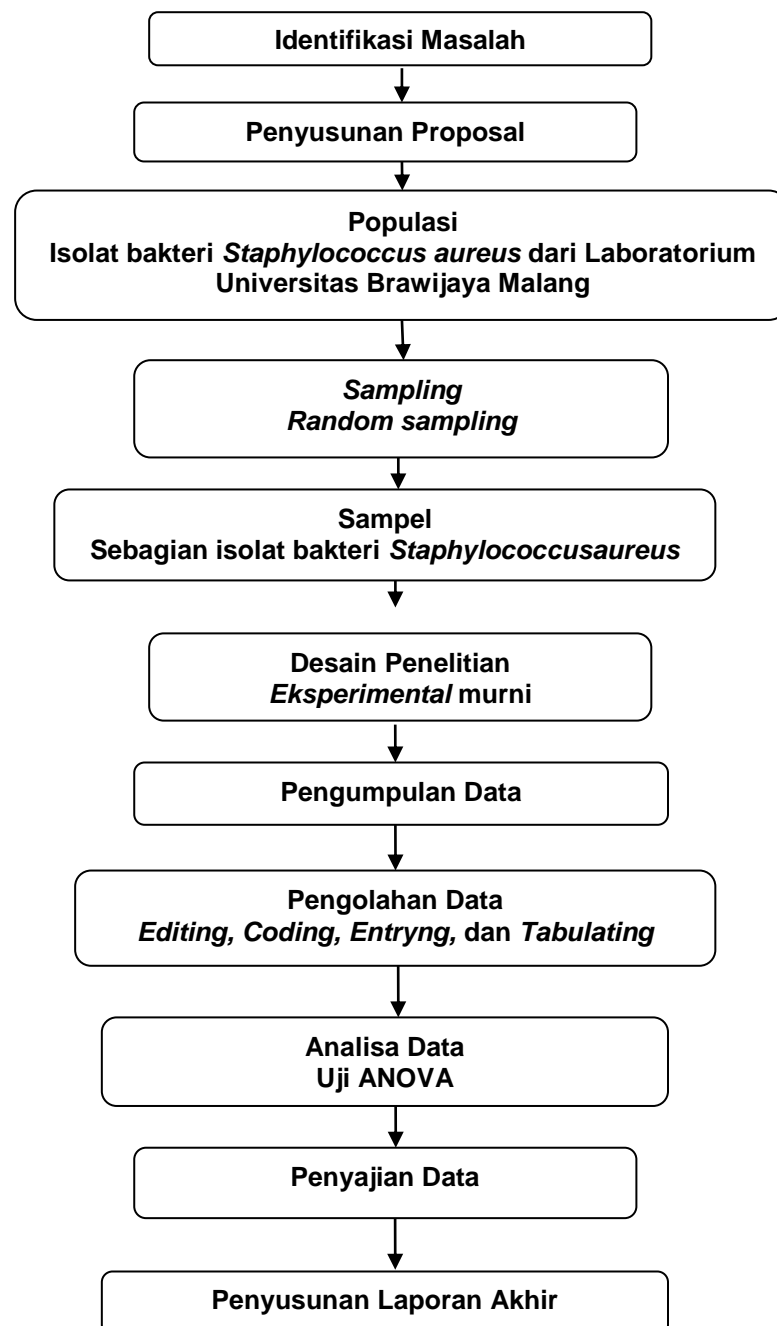 Identifikasi Masalah
Penyusunan Proposal
Populasi
Isolat bakteri Staphylococcus aureus dari Laboratorium
Universitas Brawijaya Malang
Sampling
Random sampling
Sampel
Sebagian isolat bakteri Staphylococcusaureus
Desain Penelitian
Eksperimental murni
Pengumpulan Data
Pengolahan Data
Editing, Coding, Entryng, dan Tabulating
Analisa Data
Uji ANOVA
Penyajian Data
Penyusunan Laporan Akhir